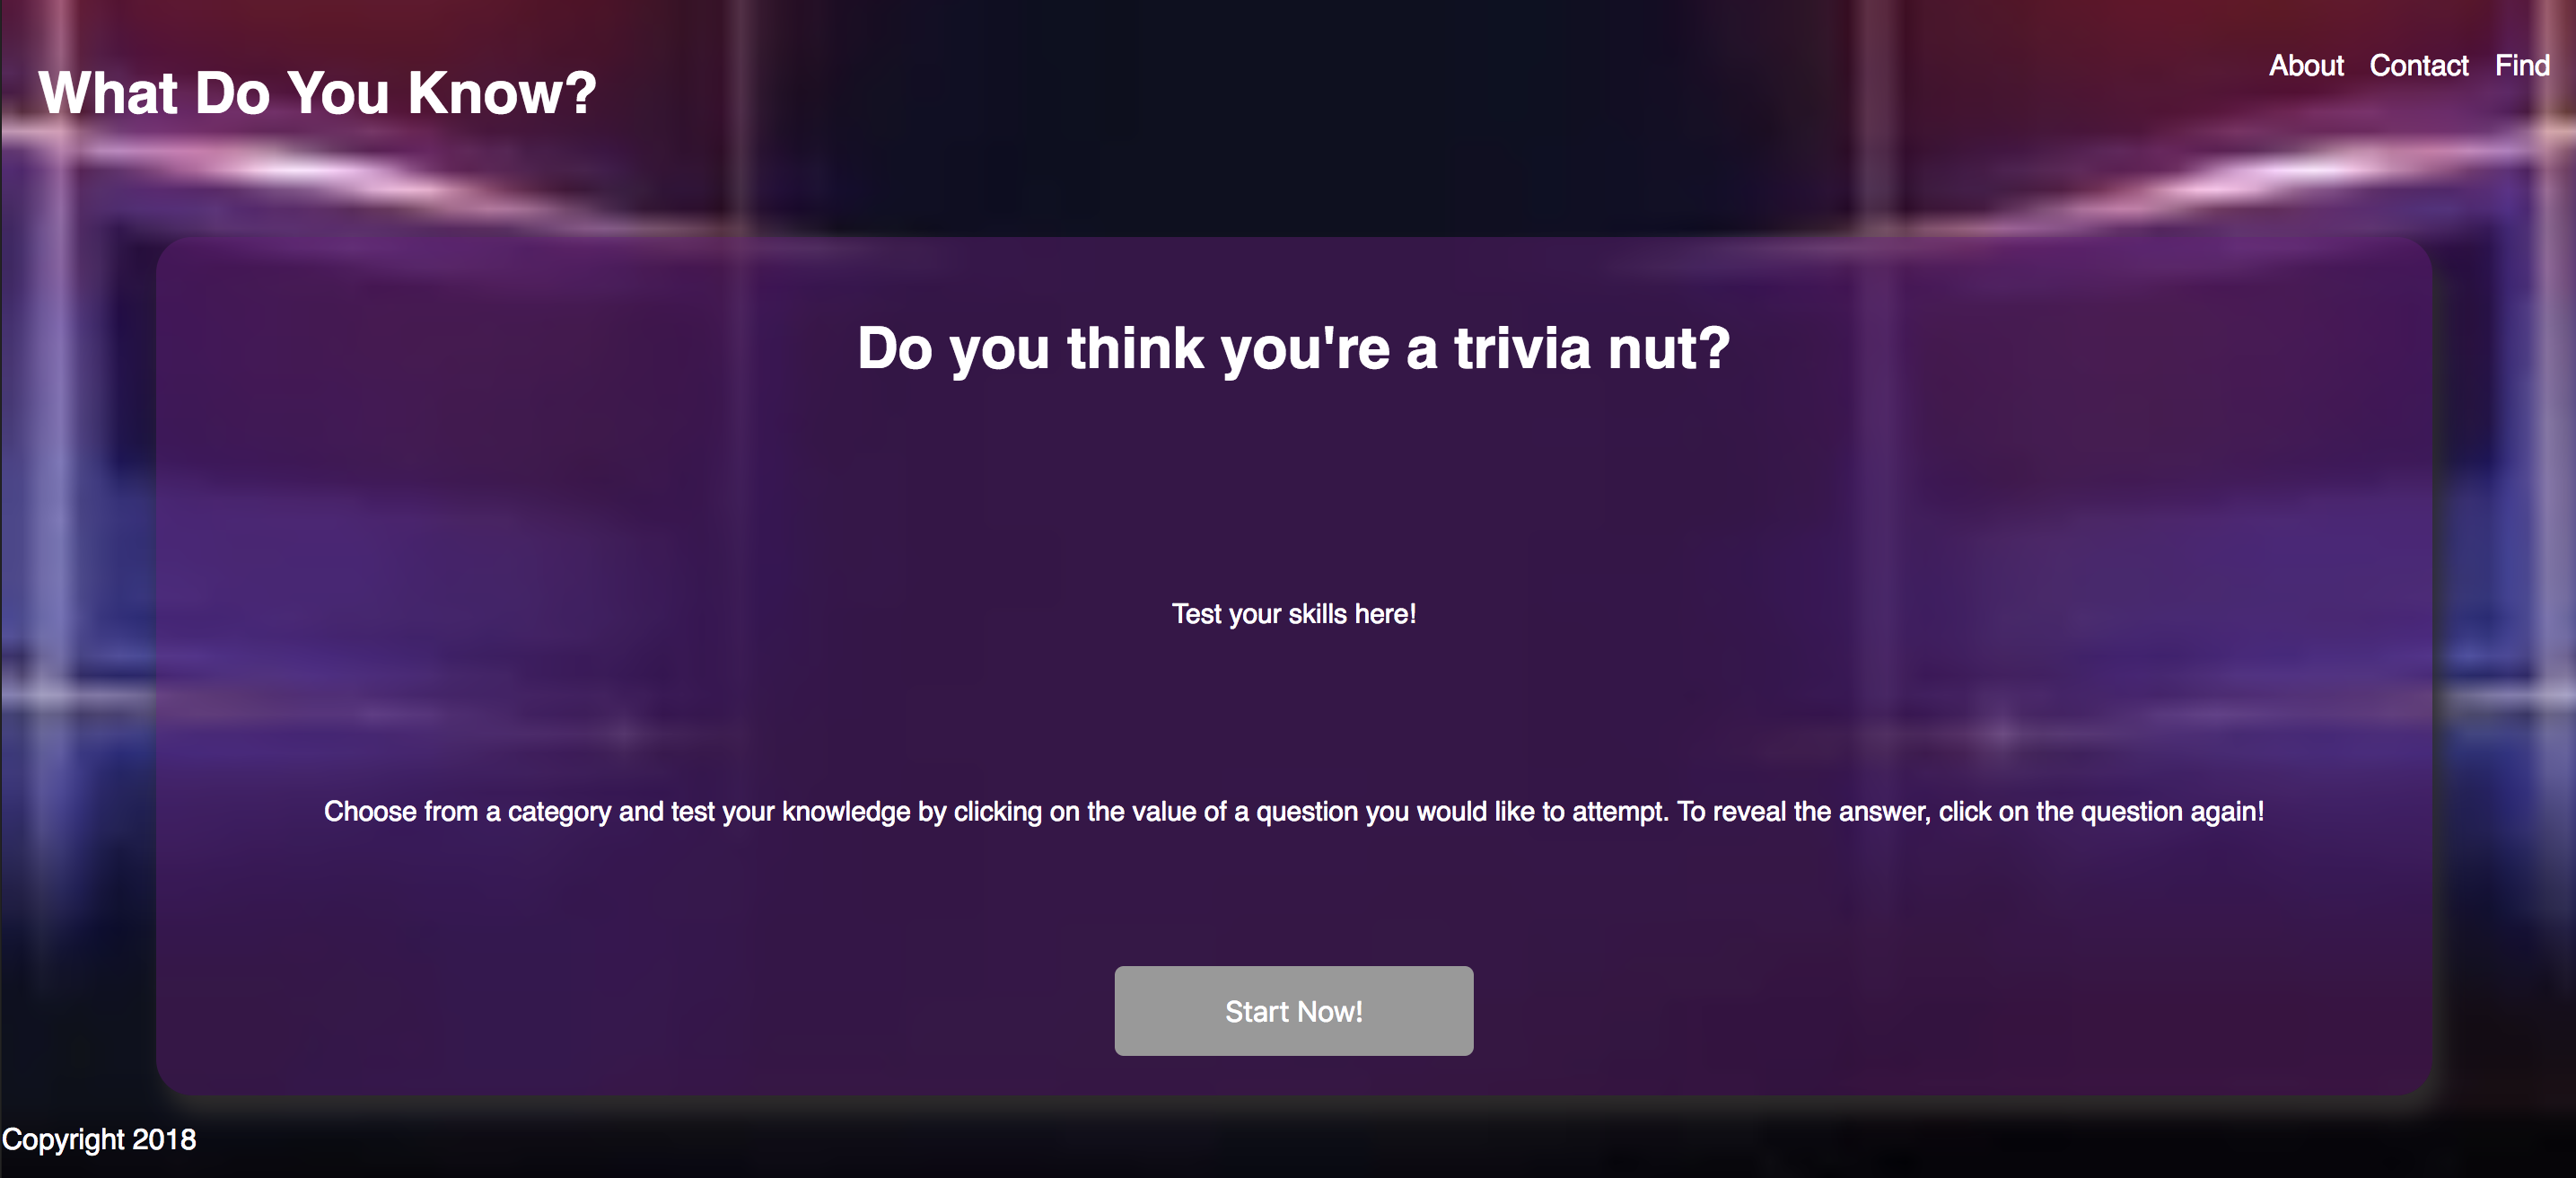 What Do You Know?
About Contact Find
Do you think you're a trivia nut?
Test your skills here!
Choose from a category and test your knowledge by clicking on the value of a question you would like to attempt. To reveal the answer, click on the question again!
Start Now!
Copyright 2018